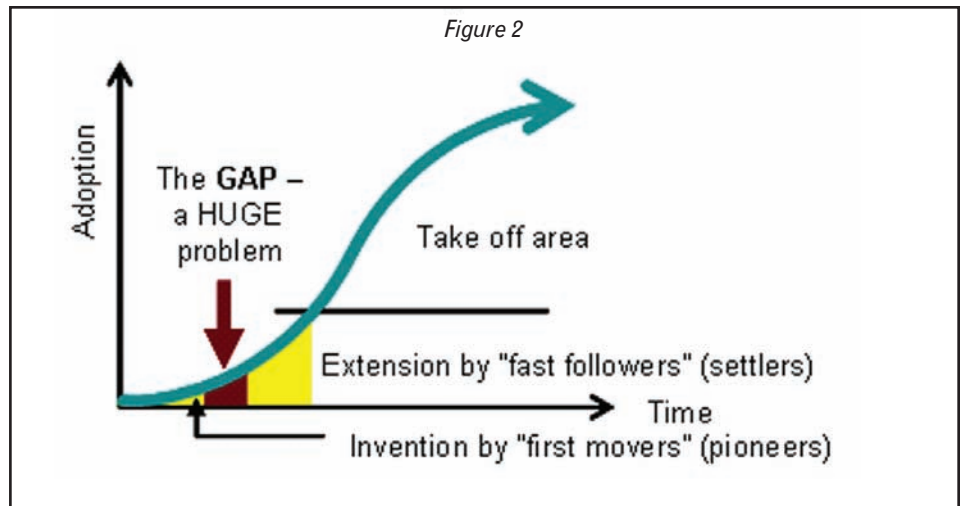 Figure 2
Adoption
The GAP –
a HUGE
problem
Take off area
Extension by "fast followers" (settlers)
Time
Invention by "first movers" (pioneers)